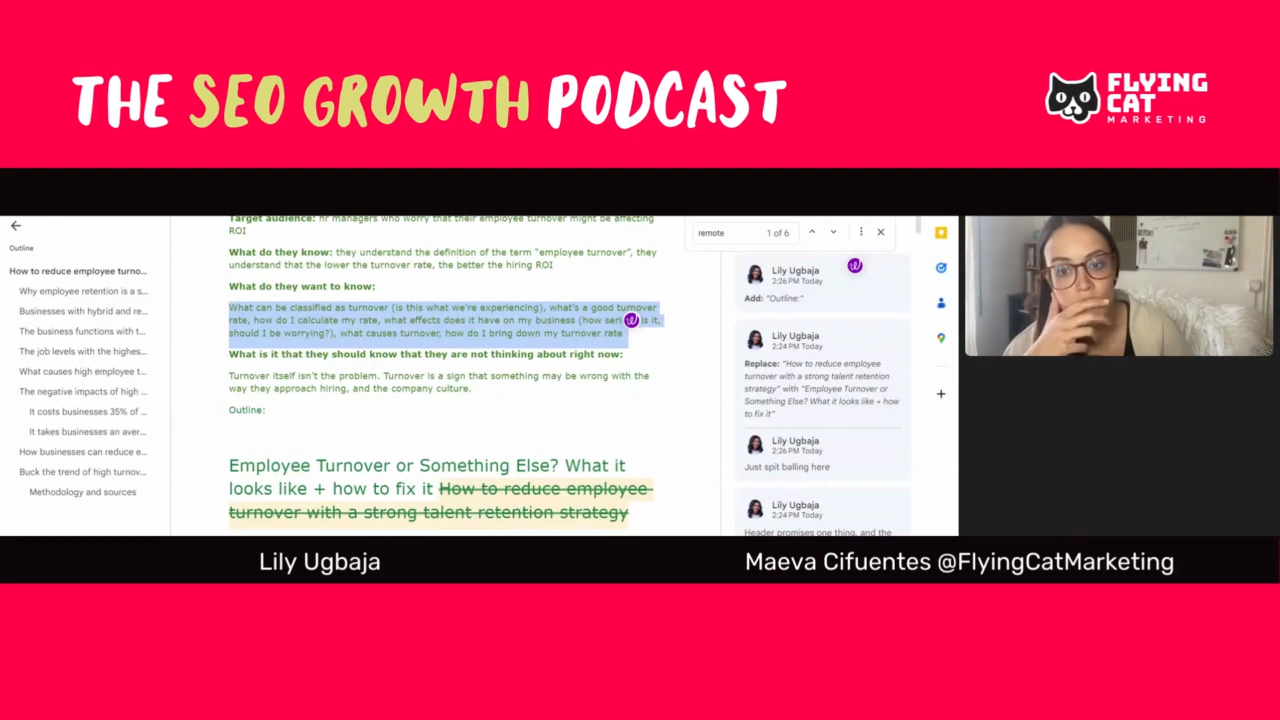 THE SEO GROWTH PODCAST
FLYING
CAT
MARKETING
Outline
How to reduce employee turno...
Why employee retention is a s...
Businesses with hybrid and re...
The business functions with t...
The job levels with the highes...
What causes high employee t...
The negative impacts of high ...
It costs businesses 35% of ...
It takes businesses an aver...
How businesses can reduce e...
Buck the trend of high turnov...
Methodology and sources
Target audience: hr managers who worry that their employee turnover might be affecting
ROI
What do they know: they understand the definition of the term “employee turnover”, they
understand that the lower the turnover rate, the better the hiring ROI
What do they want to know:
What can be classified as turnover (is this what we’re experiencing), what’s a good turnover
rate, how do I calculate my rate, what effects does it have on my business (how seri is it,
should I be worrying?), what causes turnover, how do I bring down my turnover rate
What is it that they should know that they are not thinking about right now:
Turnover itself isn’t the problem. Turnover is a sign that something may be wrong with the
way they approach hiring, and the company culture.
Outline:
Employee Turnover or Something Else? What it
looks like + how to fix it How to reduce employee
turnover with a strong talent retention strategy
remote 1 of 6
Lily Ugbaja
2:26 PM Today
Add: “Outline:”
Lily Ugbaja
2:24 PM Today
Replace: “How to reduce employee
turnover with a strong talent retention
strategy” with “Employee Turnover or
Something Else? What it looks like + how
to fix it”
Lily Ugbaja
2:26 PM Today
Just spit balling here
Lily Ugbaja
2:24 PM Today
Header promises one thing, and the
Lily Ugbaja
Maeva Cifuentes @FlyingCatMarketing